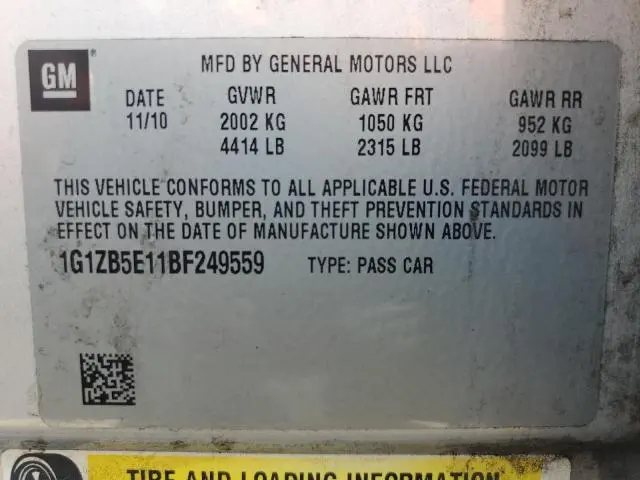 GM
MFD BY GENERAL MOTORS LLC
DATE GVWR GAWR FRT GAWR RR
11/10 2002 KG 1050 KG 952 KG
4414 LB 2315 LB 2099 LB
THIS VEHICLE CONFORMS TO ALL APPLICABLE U.S. FEDERAL MOTOR
VEHICLE SAFETY, BUMPER, AND THEFT PREVENTION STANDARDS IN
EFFECT ON THE DATE OF MANUFACTURE SHOWN ABOVE.
1G1ZB5E11BF249559 TYPE: PASS CAR
TIRE AND LOADING INFORMATION